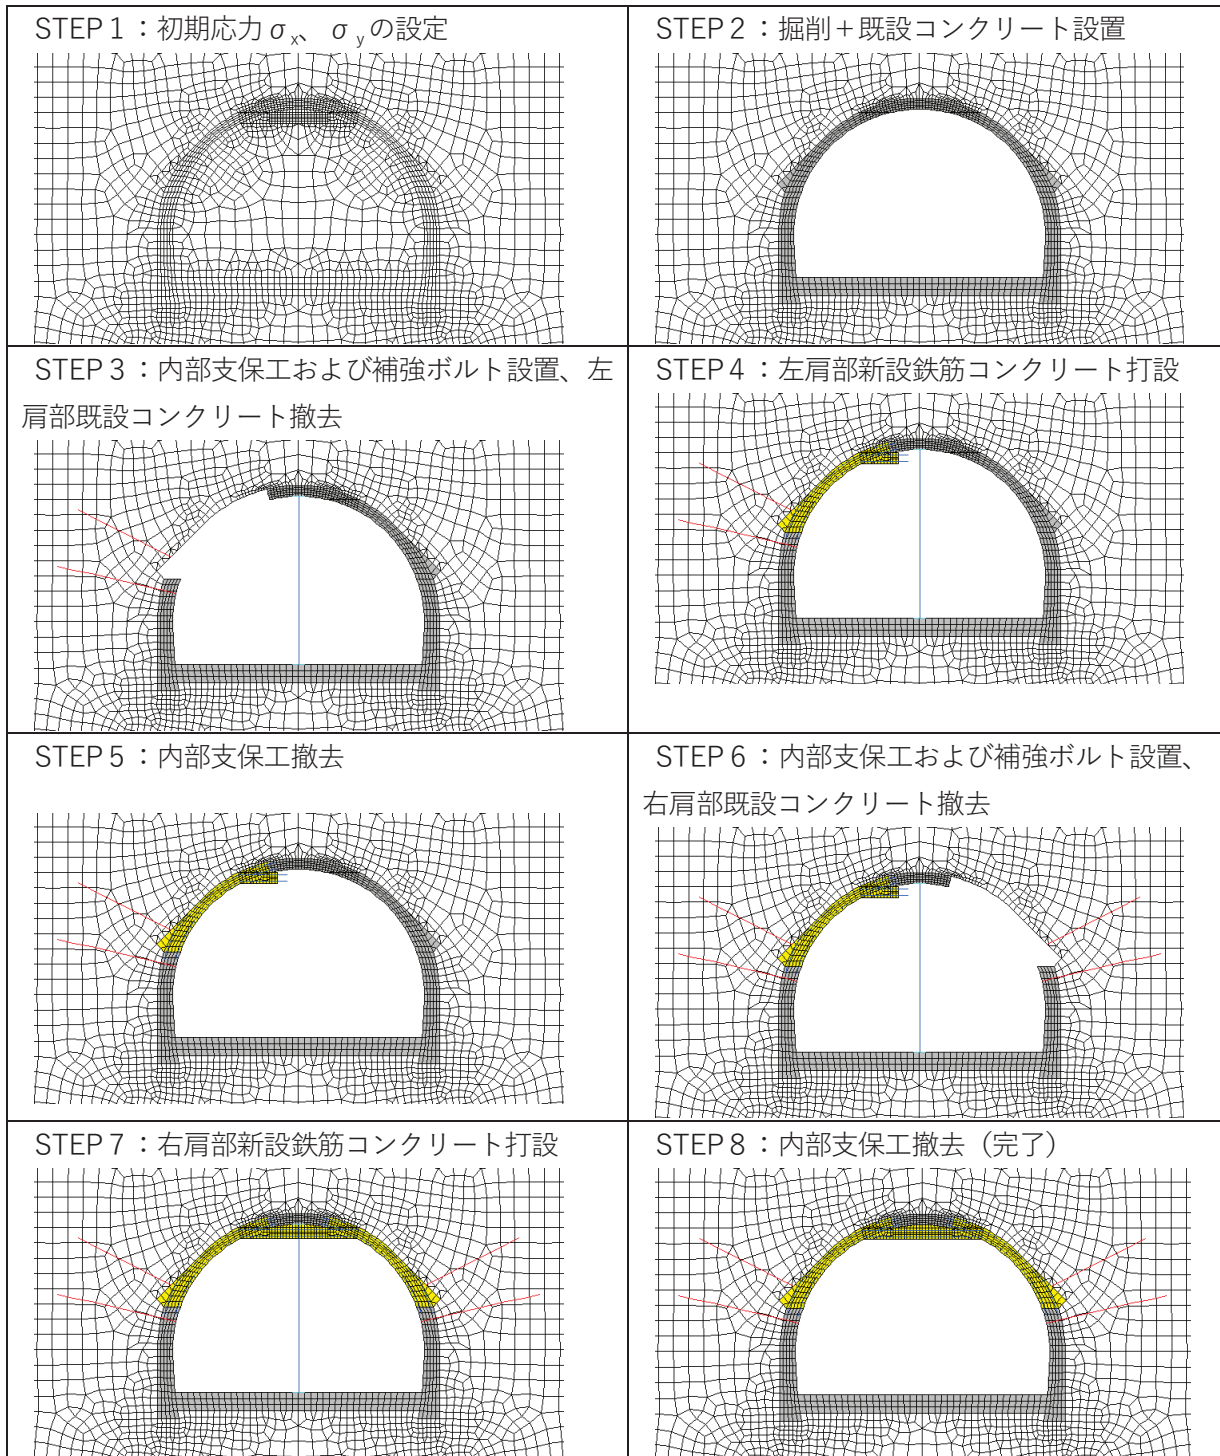 STEP1：初期応力σx、σyの設定
STEP2：掘削＋既設コンクリート設置
STEP3：内部支保工および補強ボルト設置、左
肩部既設コンクリート撤去
STEP4：左肩部新設鉄筋コンクリート打設
STEP5：内部支保工撤去
STEP6：内部支保工および補強ボルト設置、
右肩部既設コンクリート撤去
STEP7：右肩部新設鉄筋コンクリート打設
STEP8：内部支保工撤去（完了）